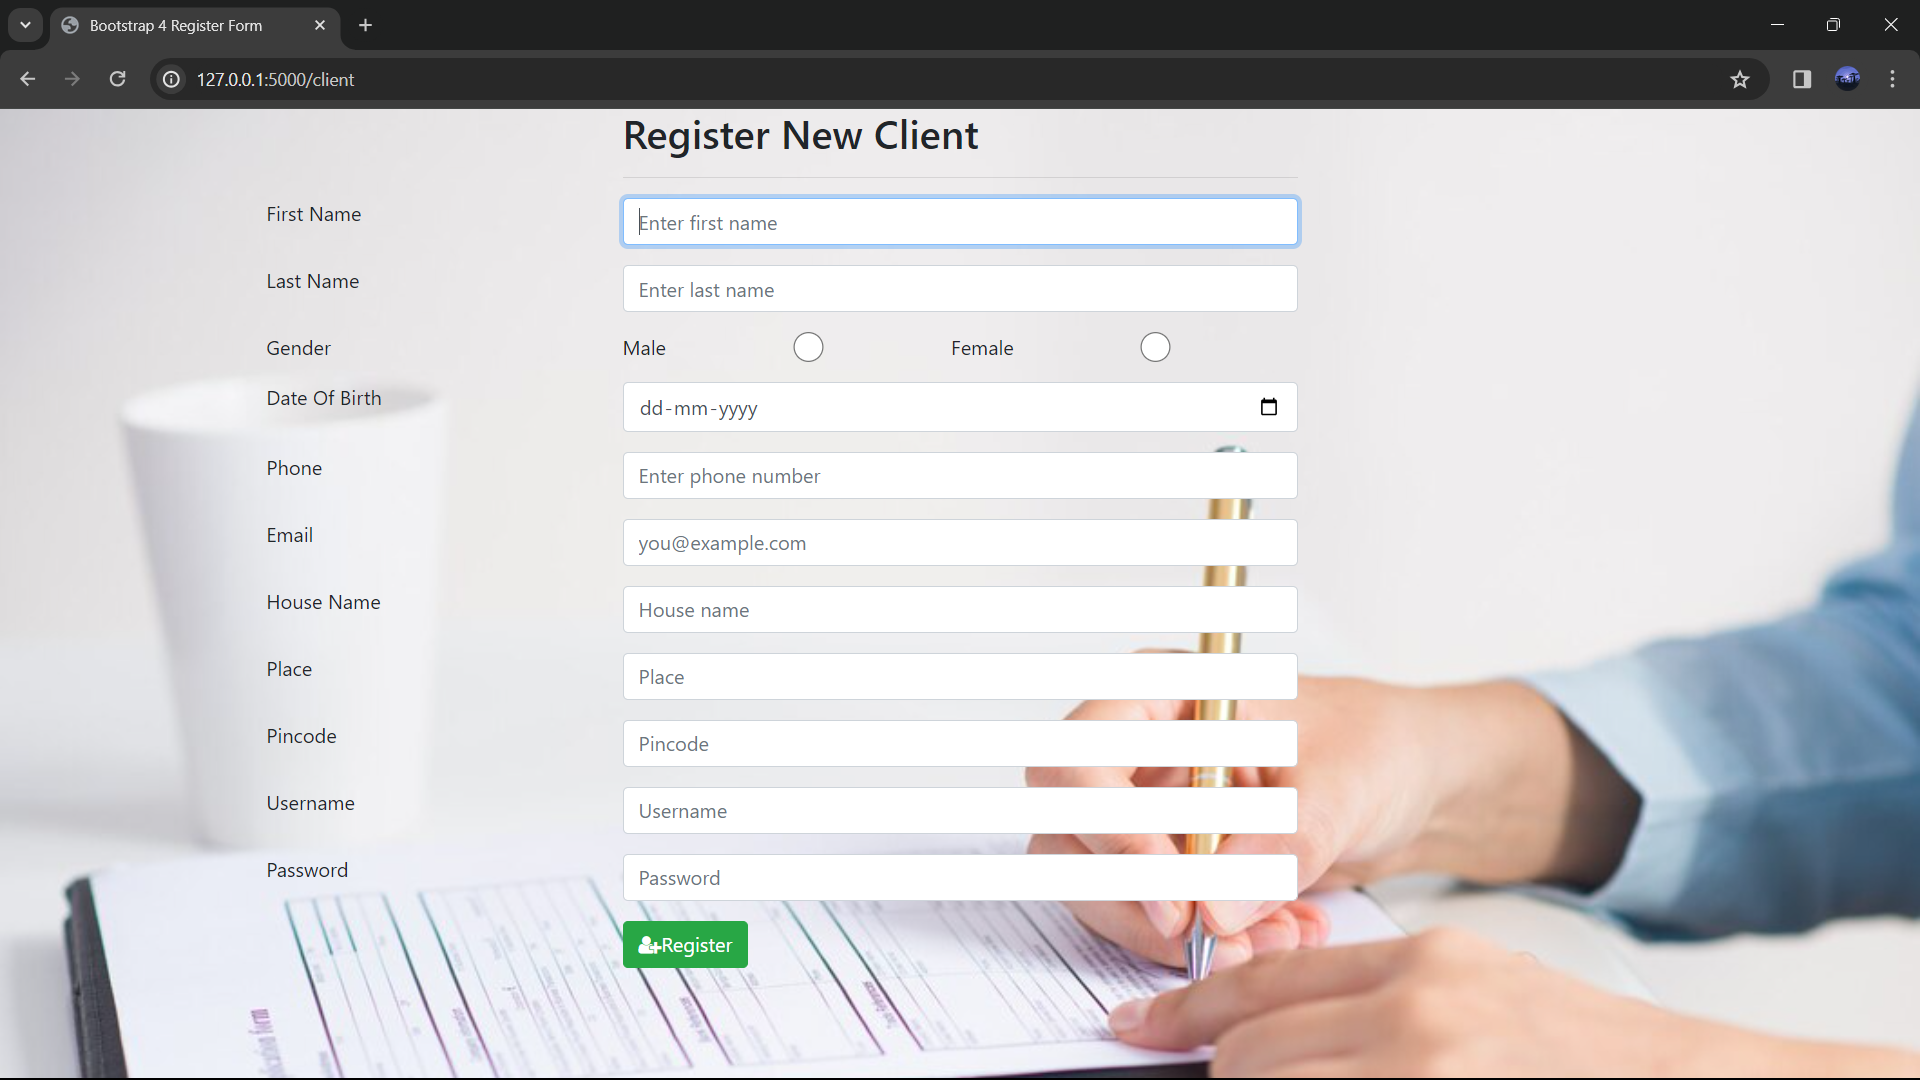 Bootstrap 4 Register Form
127.0.0.1:5000/client
Register New Client
First Name
Enter first name
Last Name
Enter last name
Gender Male Female
Date Of Birth
dd-mm-yyyy
Phone
Enter phone number
Email
you@example.com
House Name
House name
Place
Place
Pincode
Pincode
Username
Username
Password
Password
Register